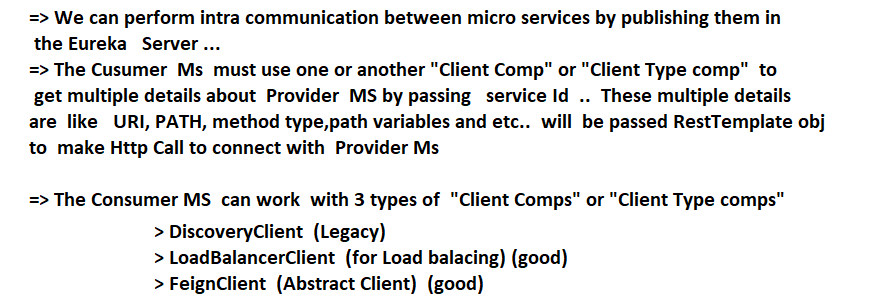 => We can perform intra communication between micro services by publishing them in
the Eureka Server ...
=> The Cusumer Ms must use one or another "Client Comp" or "Client Type comp" to
get multiple details about Provider MS by passing service Id .. These multiple details
are like URI, PATH, method type,path variables and etc.. will be passed RestTemplate obj
to make Http Call to connect with Provider Ms
=> The Consumer MS can work with 3 types of "Client Comps" or "Client Type comps"
> DiscoveryClient (Legacy)
> LoadBalancerClient (for Load balacing) (good)
> FeignClient (Abstract Client) (good)